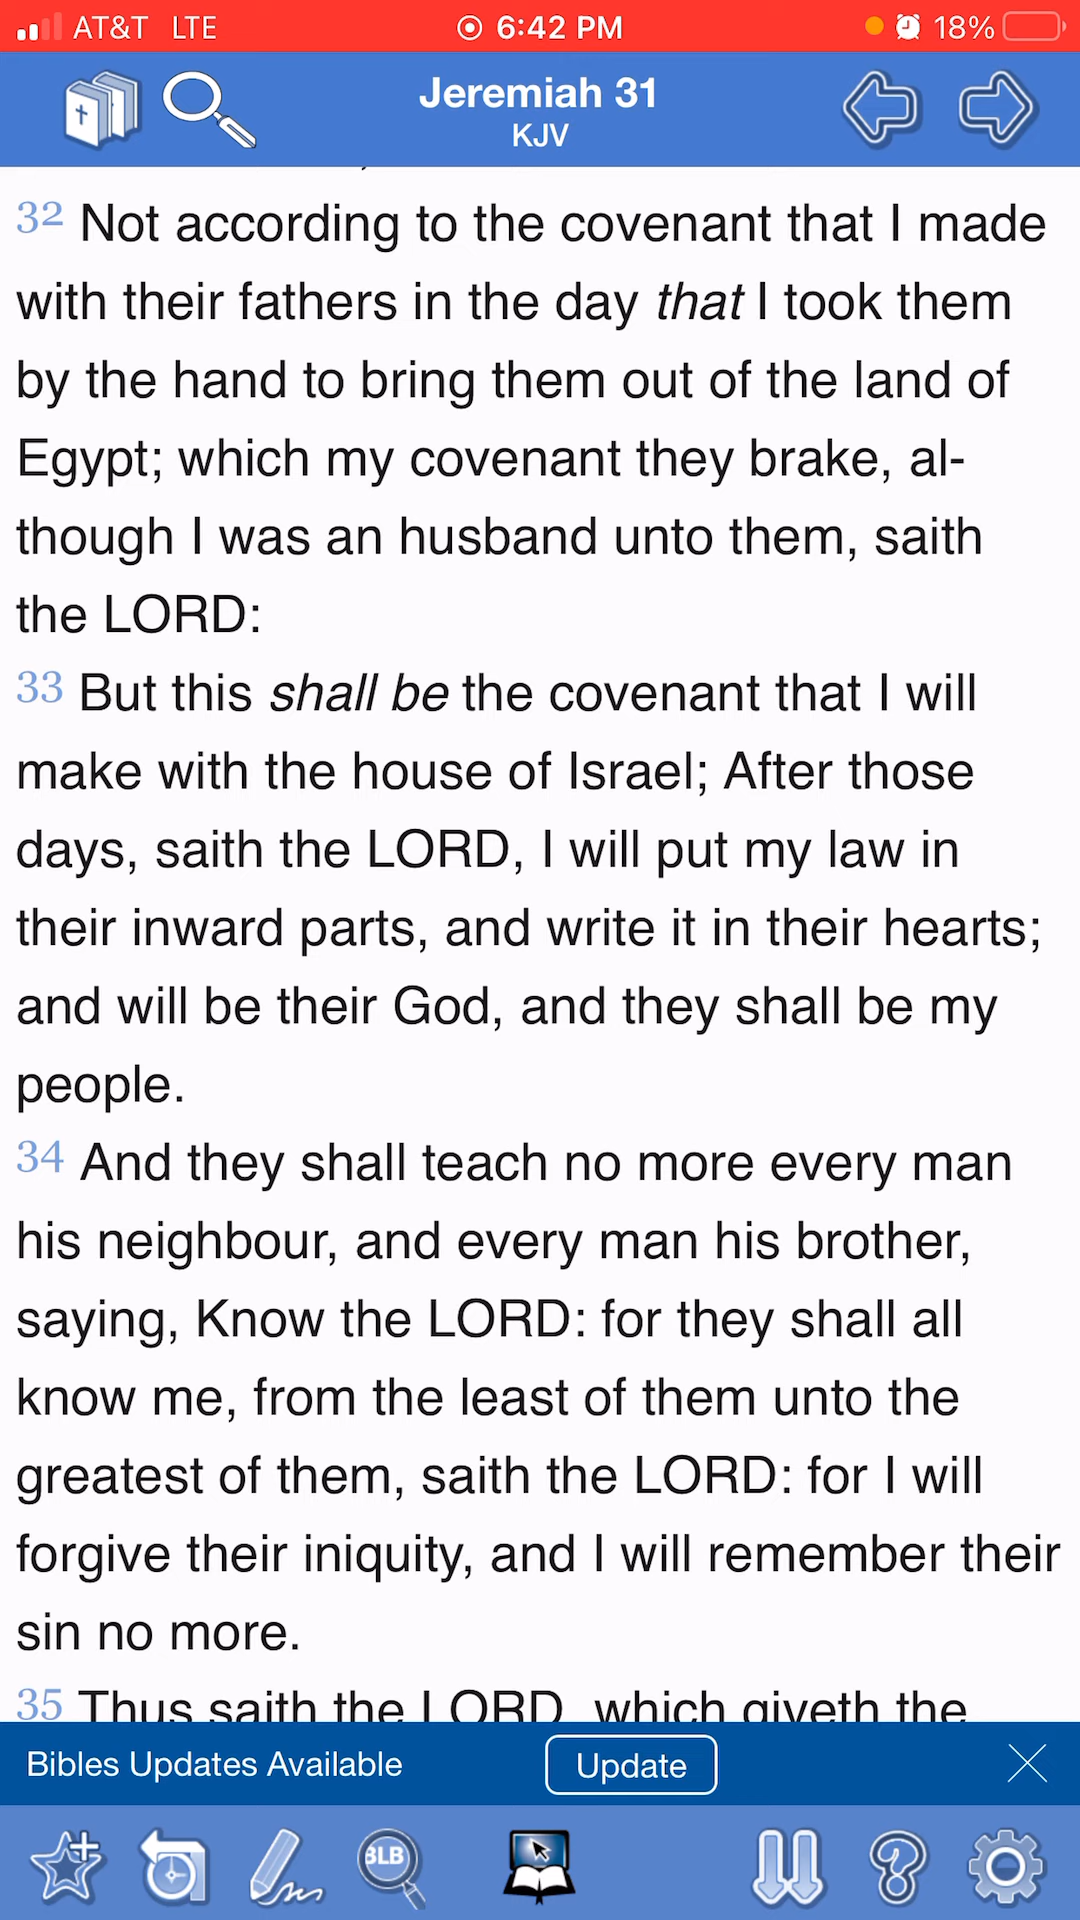 AT&T LTE 6:42 PM 18%
Jeremiah 31
KJV
32 Not according to the covenant that I made
with their fathers in the day that I took them
by the hand to bring them out of the land of
Egypt; which my covenant they brake, al-
though I was an husband unto them, saith
the LORD:
33 But this shall be the covenant that I will
make with the house of Israel; After those
days, saith the LORD, I will put my law in
their inward parts, and write it in their hearts;
and will be their God, and they shall be my
people.
34 And they shall teach no more every man
his neighbour, and every man his brother,
saying, Know the LORD: for they shall all
know me, from the least of them unto the
greatest of them, saith the LORD: for I will
forgive their iniquity, and I will remember their
sin no more.
35 Thus saith the LORD, which giveth the
Bibles Updates Available Update
BLB